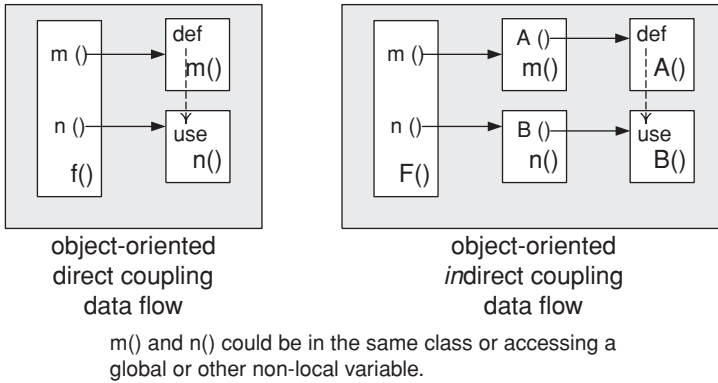 def
m ()
m()
n ()
use
n()
f()
object-oriented
direct coupling
data flow
m ()
A ()
m()
def
A()
n ()
B ()
n()
use
B()
F()
object-oriented
indirect coupling
data flow
m() and n() could be in the same class or accessing a
global or other non-local variable.